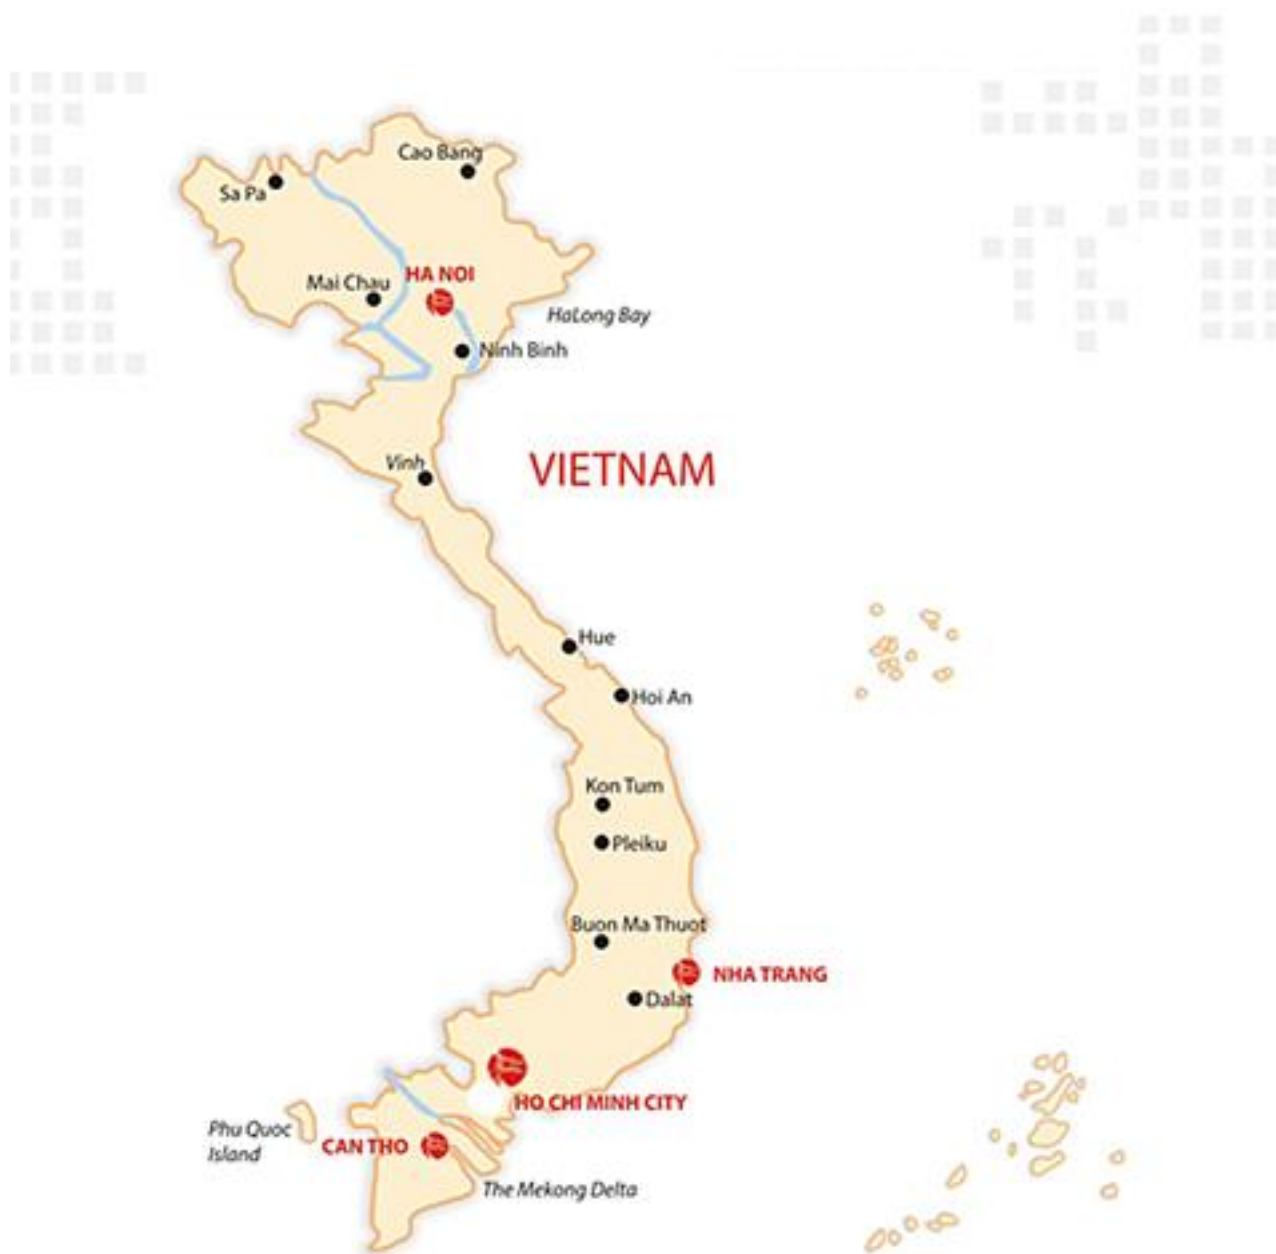 Cao Bang
Sa Pa
HA NOI
Mai Chau
HaLong Bay
Ninh Binh
VIETNAM
Vinh
Hue
Hoi An
Kon Tum
Pleiku
Buon Ma Thuot
NHA TRANG
Dalat
HO CHI MINH CITY
Phu Quoc
Island
CAN THO
The Mekong Delta